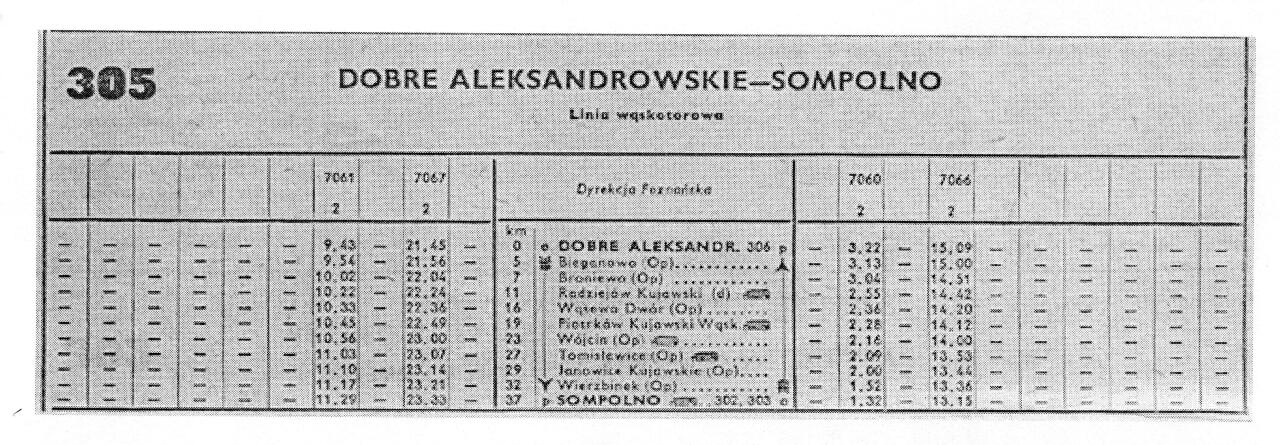 305 DOBRE ALEKSANDROWSKIE—SOMPOLNO
Linia wąskotorowa
7061 7067 Dyrekcja Poznańska 7060 7066
2 2 2 2
km
— — — — — — 9.43 — 21.45 — 0 o DOBRE ALEKSANDR. 306 p — 3.22 — 15.09 — — — — — —
— — — — — — 9.54 — 21.56 — 5 Bieganowo (Op)............ — 3.13 — 15.00 — — — — — —
— — — — — — 10.02 — 22.04 — 7 Broniewo (Op)............ — 3.04 — 14.51 — — — — — —
— — — — — — 10.22 — 22.24 — 11 Radziejów Kujawski (d) — 2.55 — 14.42 — — — — — —
— — — — — — 10.33 — 22.36 — 16 Wąsewo Dwór (Op)......... — 2.36 — 14.20 — — — — — —
— — — — — — 10.45 — 22.49 — 19 Piotrków Kujawski Wąsk. — 2.28 — 14.12 — — — — — —
— — — — — — 10.56 — 23.00 — 23 Wójcin (Op) ...... — 2.16 — 14.00 — — — — — —
— — — — — — 11.03 — 23.07 — 27 Tomisławice (Op) ...... — 2.09 — 13.53 — — — — — —
— — — — — — 11.10 — 23.14 — 29 Janowice Kujawskie (Op).... — 2.00 — 13.44 — — — — — —
— — — — — — 11.17 — 23.21 — 32 Wierzbinek (Op)........... — 1.52 — 13.36 — — — — — —
— — — — — — 11.29 — 23.33 — 37 p SOMPOLNO ..302, 303 o — 1.32 — 13.15 — — — — — —